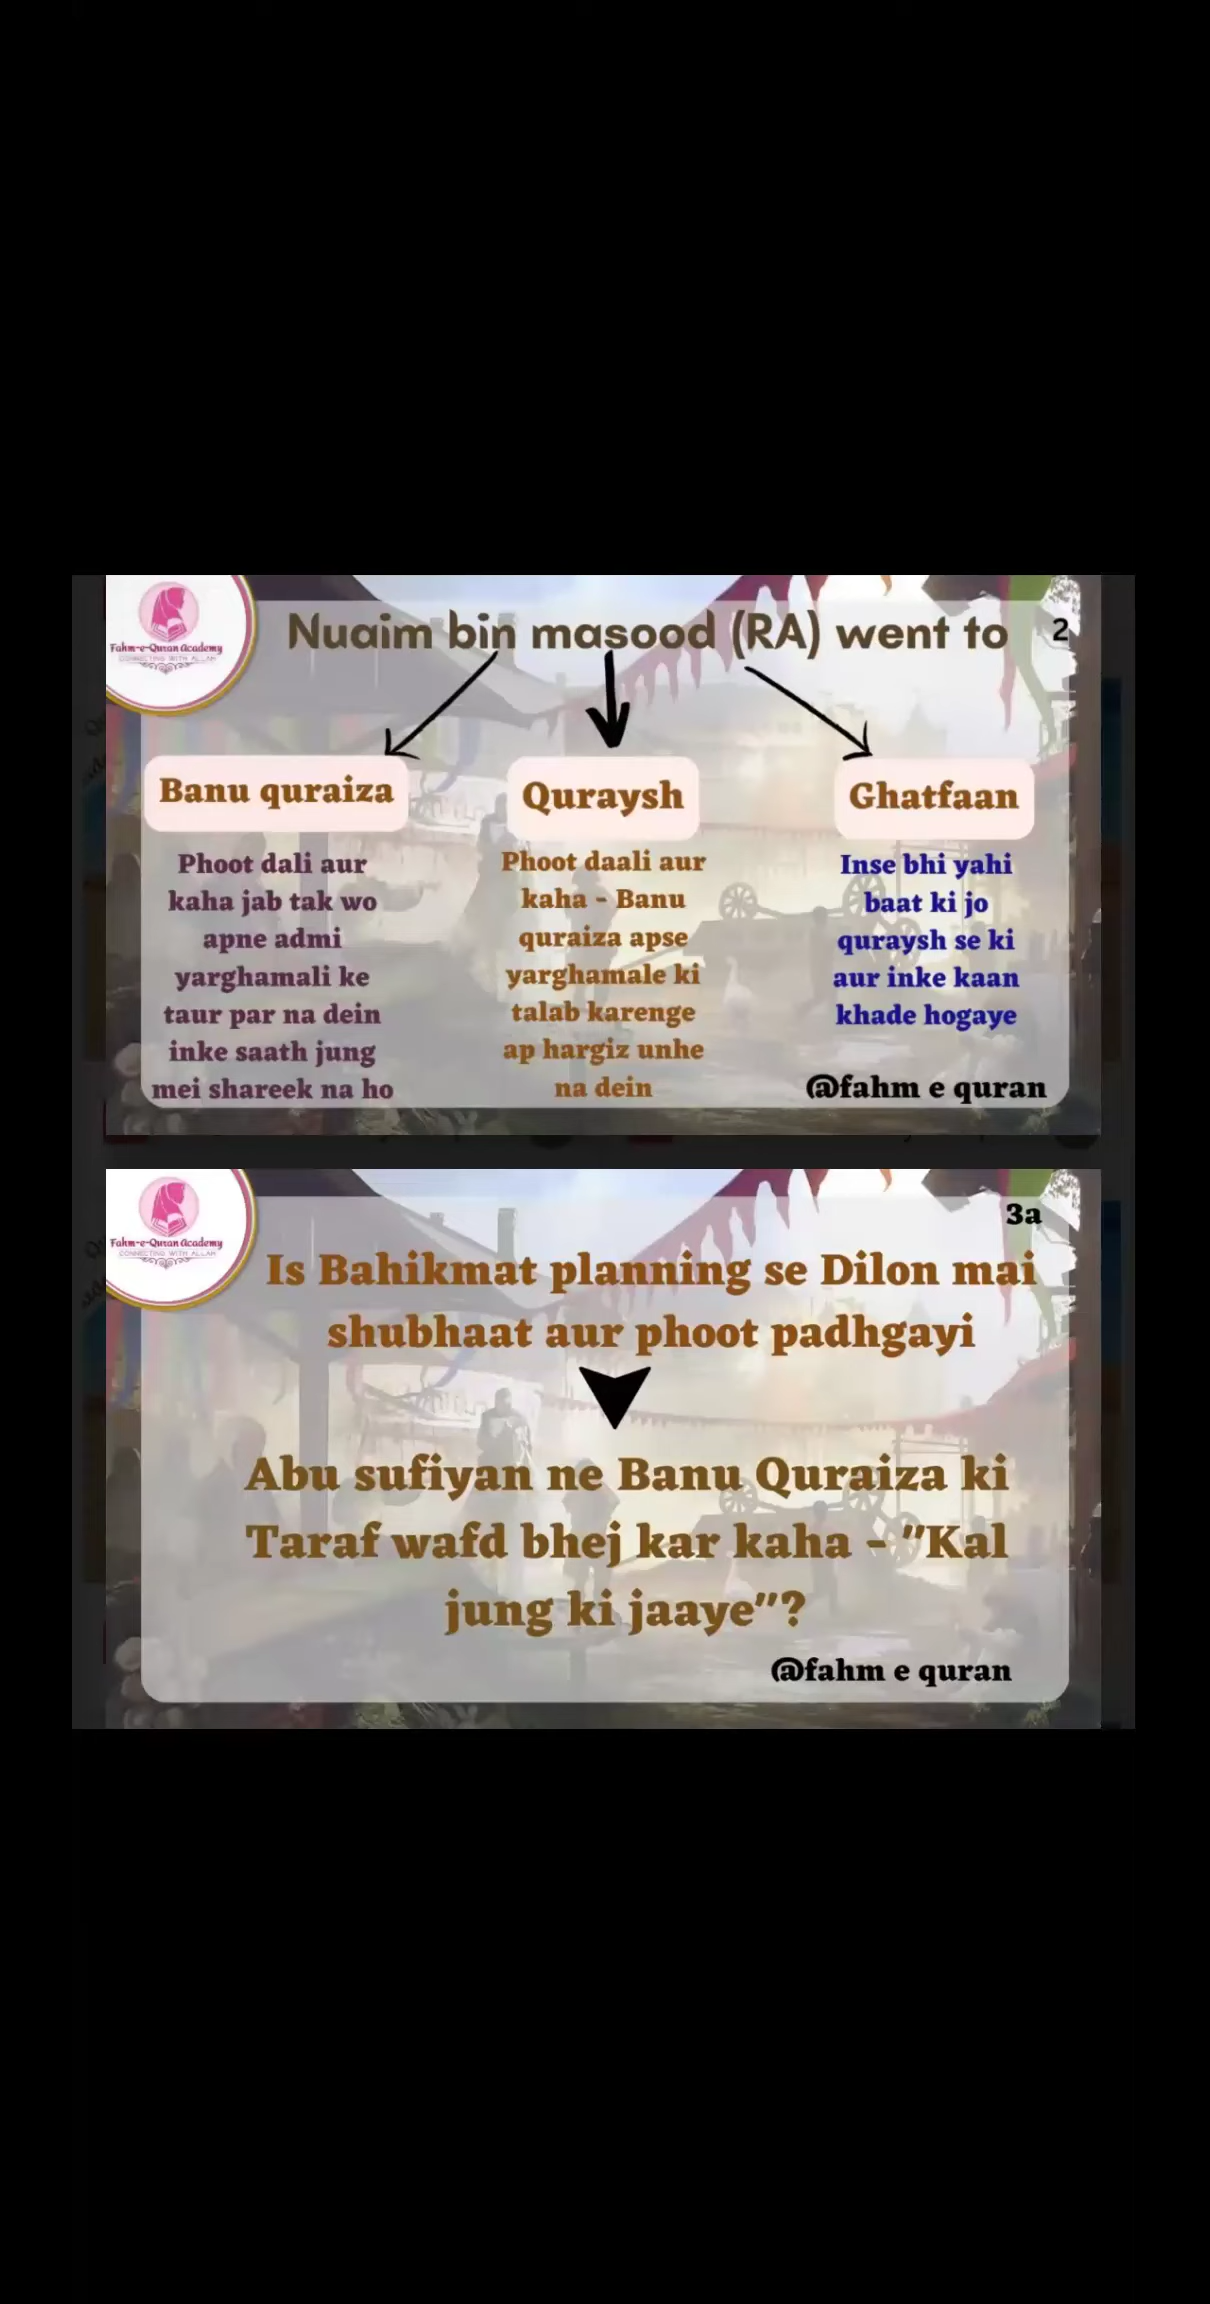 Fahm-e-Quran Academy
CONNECTING WITH ALLAH
Nuaim bin masood (RA) went to
2
Banu quraiza
Phoot dali aur
kaha jab tak wo
apne admi
yarghamali ke
taur par na dein
inke saath jung
mei shareek na ho
Quraysh
Phoot daali aur
kaha - Banu
quraiza apse
yarghamale ki
talab karenge
ap hargiz unhe
na dein
Ghatfaan
Inse bhi yahi
baat ki jo
quraysh se ki
aur inke kaan
khade hogaye
@fahm e quran
Fahm-e-Quran Academy
CONNECTING WITH ALLAH
3a
Is Bahikmat planning se Dilon mai
shubhaat aur phoot padhgayi
Abu sufiyan ne Banu Quraiza ki
Taraf wafd bhej kar kaha - "Kal
jung ki jaaye"?
@fahm e quran